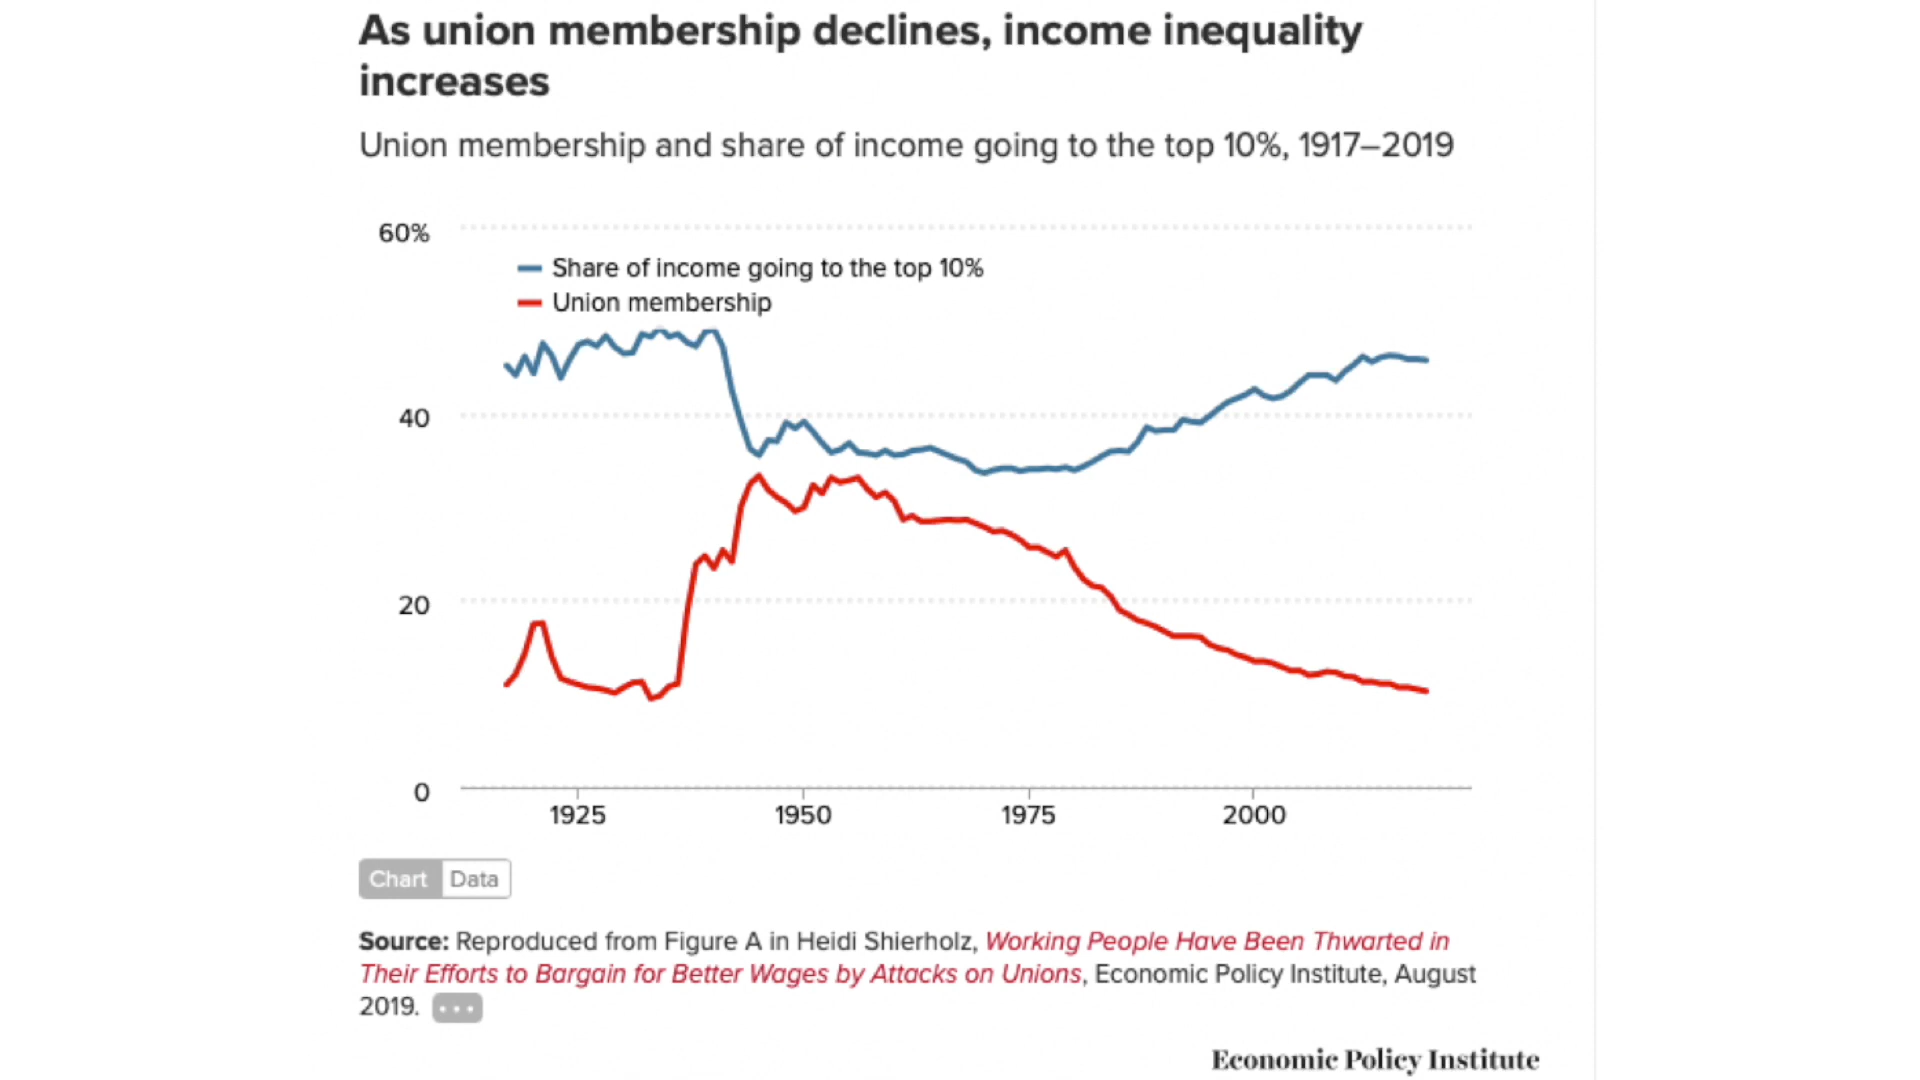 As union membership declines, income inequality
increases
Union membership and share of income going to the top 10%, 1917–2019
60%
Share of income going to the top 10%
Union membership
40
20
0
1925 1950 1975 2000
Chart Data
Source: Reproduced from Figure A in Heidi Shierholz, Working People Have Been Thwarted in
Their Efforts to Bargain for Better Wages by Attacks on Unions, Economic Policy Institute, August
2019. ...
Economic Policy Institute